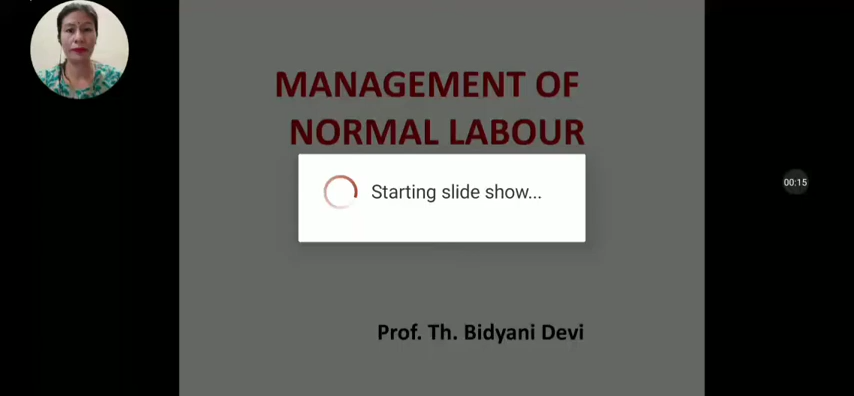 MANAGEMENT OF
NORMAL LABOUR
Starting slide show...
00:15
Prof. Th. Bidyani Devi